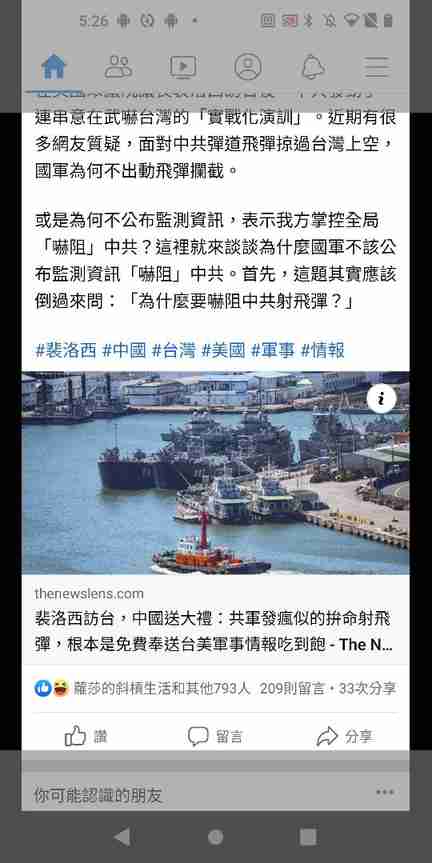 5:26
連串意在武嚇台灣的「實戰化演訓」。近期有很
多網友質疑，面對中共彈道飛彈掠過台灣上空，
國軍為何不出動飛彈攔截。
或是為何不公布監測資訊，表示我方掌控全局
「嚇阻」中共？這裡就來談談為什麼國軍不該公
布監測資訊「嚇阻」中共。首先，這題其實應該
倒過來問：「為什麼要嚇阻中共射飛彈？」
#裴洛西 #中國 #台灣 #美國 #軍事 #情報
thenewslens.com
裴洛西訪台，中國送大禮：共軍發瘋似的拚命射飛
彈，根本是免費奉送台美軍事情報吃到飽 - The N...
蘿莎的斜槓生活和其他793人 209則留言・33次分享
讚 留言 分享
你可能認識的朋友